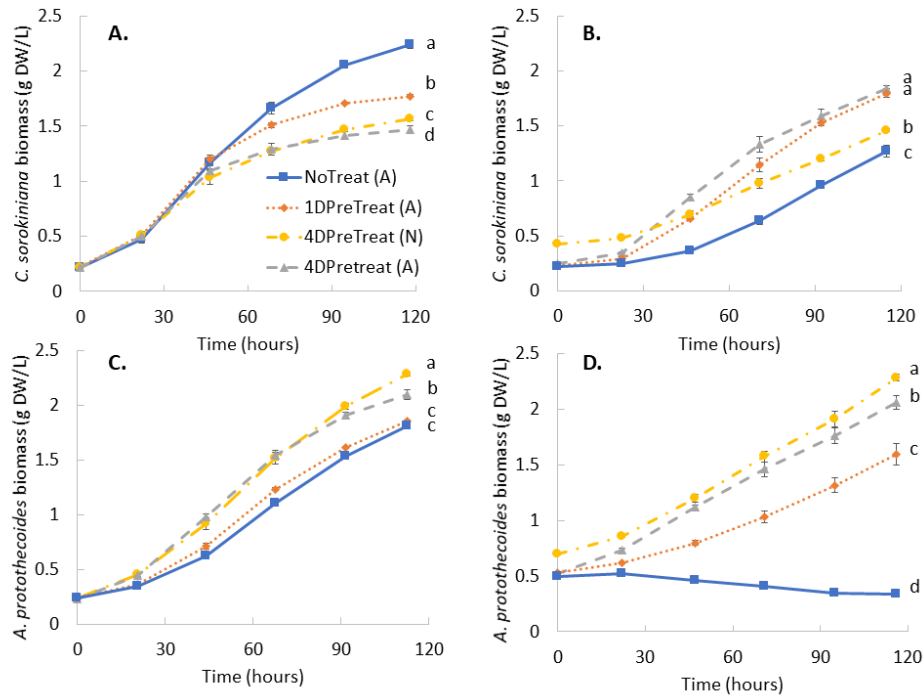 A.
C. sorokiniana biomass (g DW/L)
2.5
2
1.5
1
0.5
0
a
b
c
d
NoTreat (A)
1DPreTreat (A)
4DPreTreat (N)
4DPretreat (A)
0 30 60 90 120
Time (hours)
B.
C. sorokiniana biomass (g DW/L)
2.5
2
1.5
1
0.5
0
a
a
b
c
0 30 60 90 120
Time (hours)
C.
A. protothecoides biomass (g DW/L)
2.5
2
1.5
1
0.5
0
a
b
c
c
0 30 60 90 120
Time (hours)
D.
A. protothecoides biomass (g DW/L)
2.5
2
1.5
1
0.5
0
a
b
c
d
0 30 60 90 120
Time (hours)